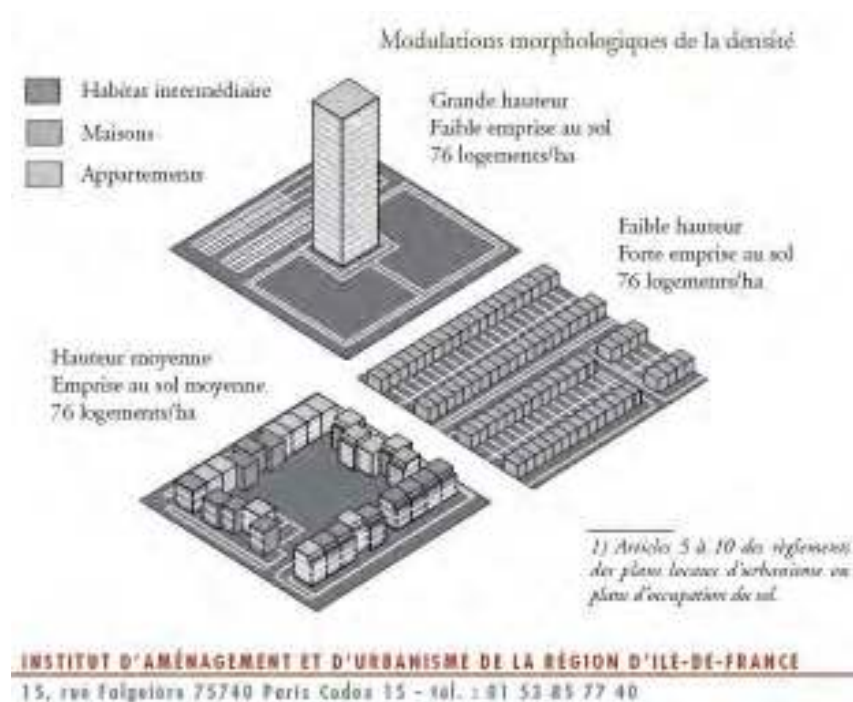 Modulations morphologiques de la densité
Habitat intermédiaire
Maisons
Appartements
Grande hauteur
Faible emprise au sol
76 logements/ha
Faible hauteur
Forte emprise au sol
76 logements/ha
Hauteur moyenne
Emprise au sol moyenne
76 logements/ha
1) Articles 5 à 10 des règlements
des plans locaux d'urbanisme ou
plans d'occupation du sol.
INSTITUT D'AMÉNAGEMENT ET D'URBANISME DE LA RÉGION D'ILE-DE-FRANCE
15, rue Falguière 75740 Paris Cedex 15 - tél. : 01 53 85 77 40